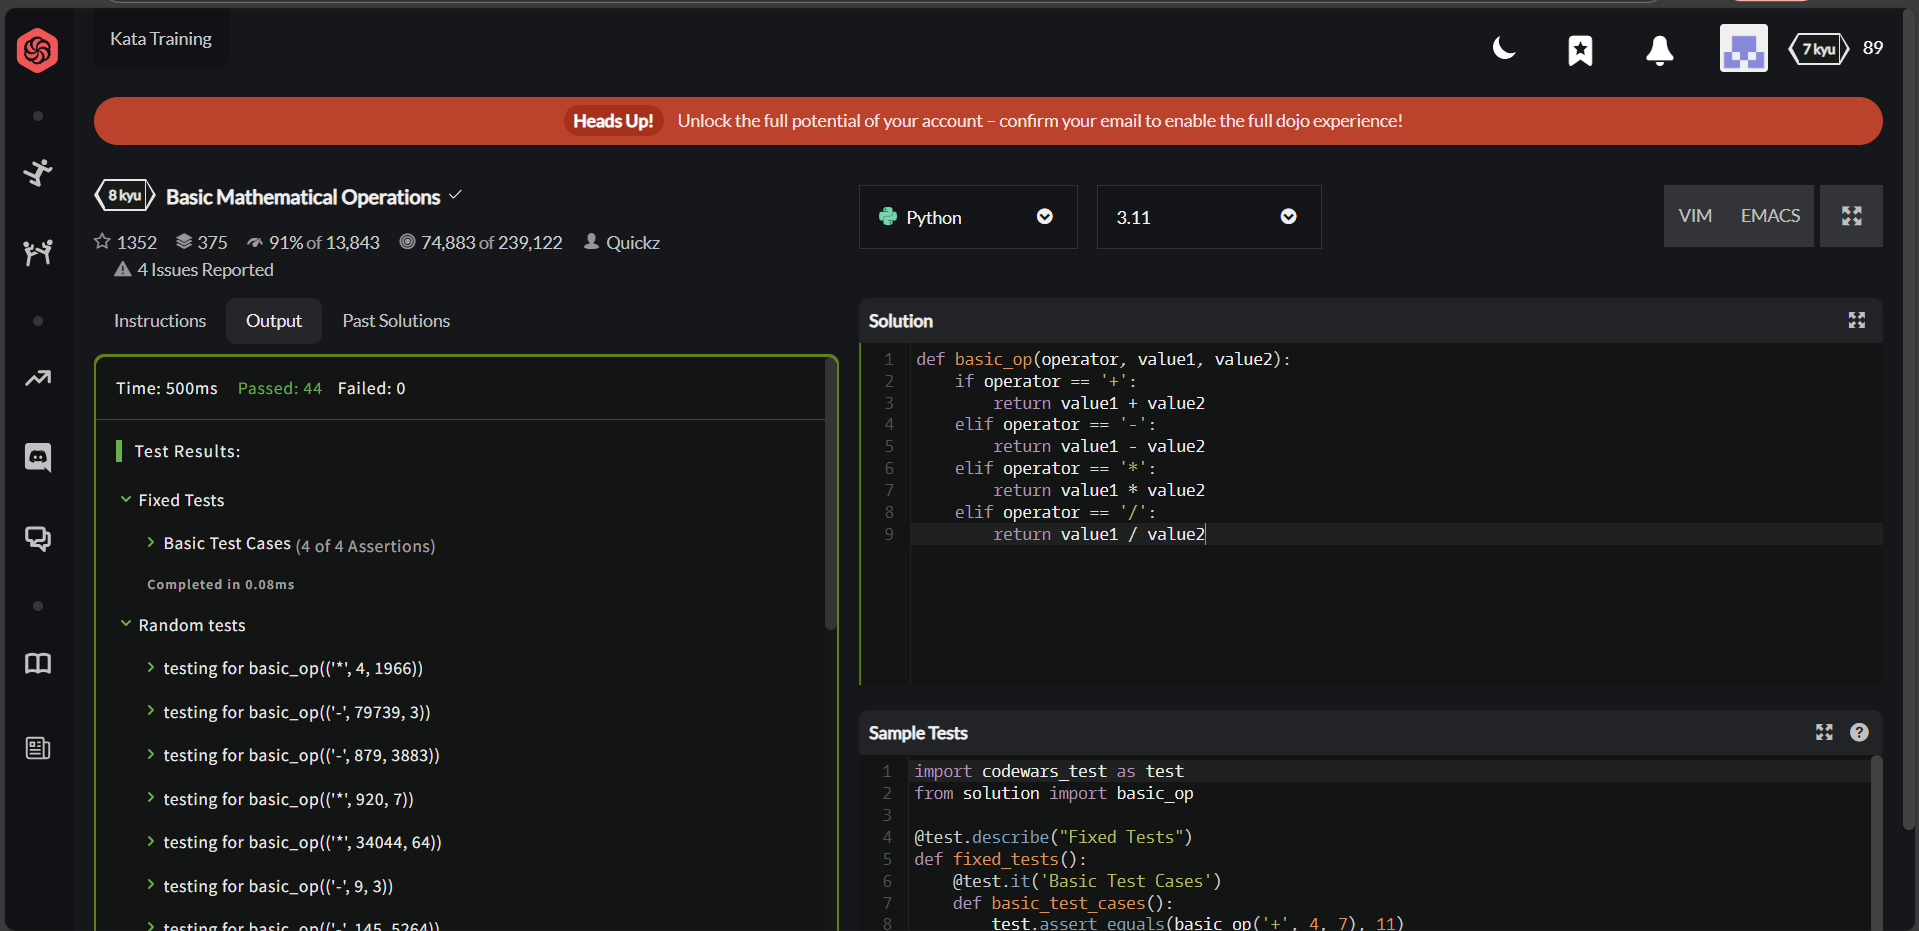 Kata Training
7 kyu 89
Heads Up! Unlock the full potential of your account – confirm your email to enable the full dojo experience!
8 kyu Basic Mathematical Operations
1352 375 91% of 13,843 74,883 of 239,122 Quickz
4 Issues Reported
Python 3.11 VIM EMACS
Instructions Output Past Solutions
Time: 500ms Passed: 44 Failed: 0
Test Results:
Fixed Tests
Basic Test Cases (4 of 4 Assertions)
Completed in 0.08ms
Random tests
testing for basic_op(('*', 4, 1966))
testing for basic_op(('-', 79739, 3))
testing for basic_op(('-', 879, 3883))
testing for basic_op(('*', 920, 7))
testing for basic_op(('*', 34044, 64))
testing for basic_op(('-', 9, 3))
testing for basic_op(('-', 145, 5264))
Solution
1 def basic_op(operator, value1, value2):
2     if operator == '+':
3         return value1 + value2
4     elif operator == '-':
5         return value1 - value2
6     elif operator == '*':
7         return value1 * value2
8     elif operator == '/':
9         return value1 / value2
Sample Tests ?
1 import codewars_test as test
2 from solution import basic_op
3
4 @test.describe("Fixed Tests")
5 def fixed_tests():
6     @test.it('Basic Test Cases')
7     def basic_test_cases():
8         test.assert_equals(basic_op('+', 4, 7), 11)